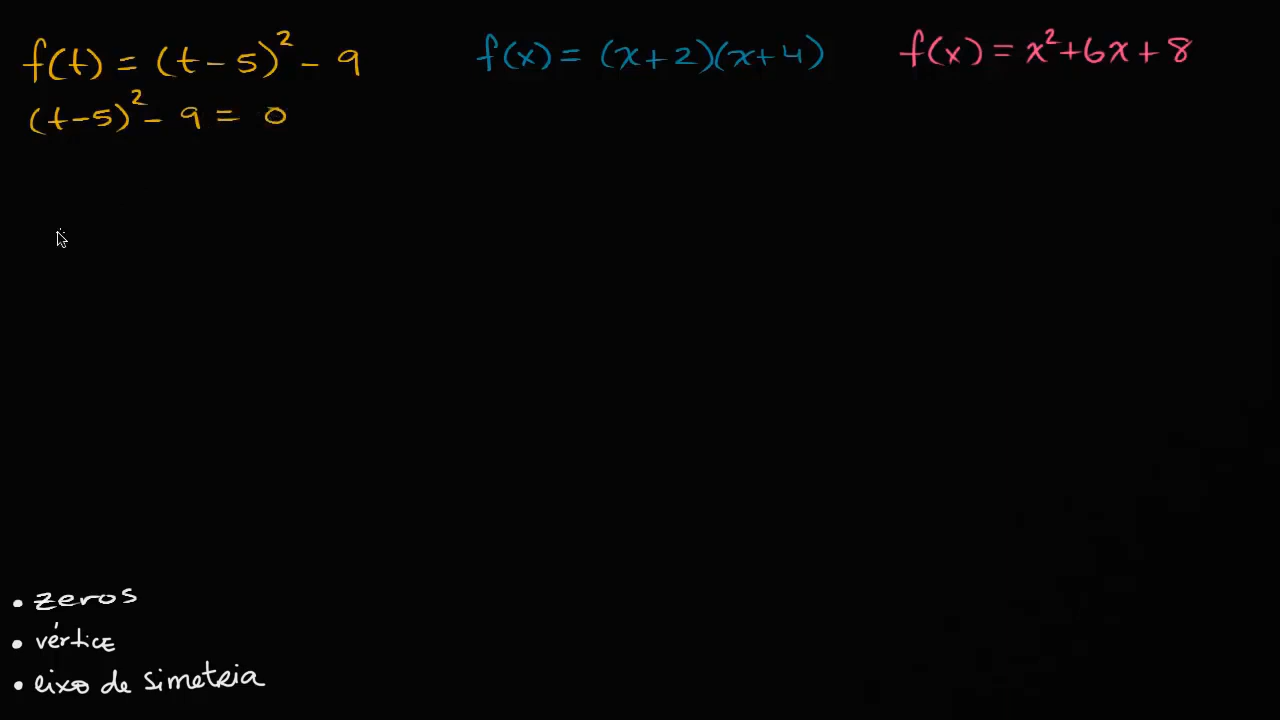 f(t) = (t - 5)² - 9
(t - 5)² - 9 = 0
f(x) = (x + 2)(x + 4)
f(x) = x² + 6x + 8
• zeros
• vértice
• eixo de simetria